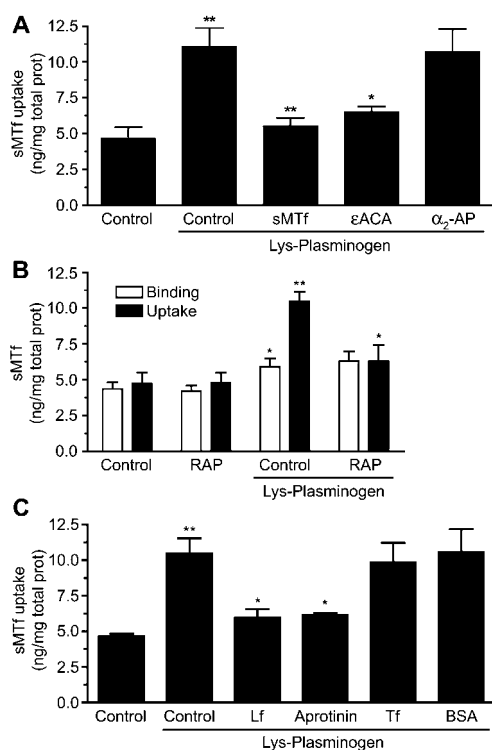 A
sMTf uptake
(ng/mg total prot)
12.5
10.0
7.5
5.0
2.5
0.0
** ** *
Control Control sMTf εACA α2-AP
Lys-Plasminogen
B
sMTf
(ng/mg total prot)
12.5
10.0
7.5
5.0
2.5
0.0
Binding
Uptake
* ** *
Control RAP Control RAP
Lys-Plasminogen
C
sMTf uptake
(ng/mg total prot)
12.5
10.0
7.5
5.0
2.5
0.0
** * *
Control Control Lf Aprotinin Tf BSA
Lys-Plasminogen